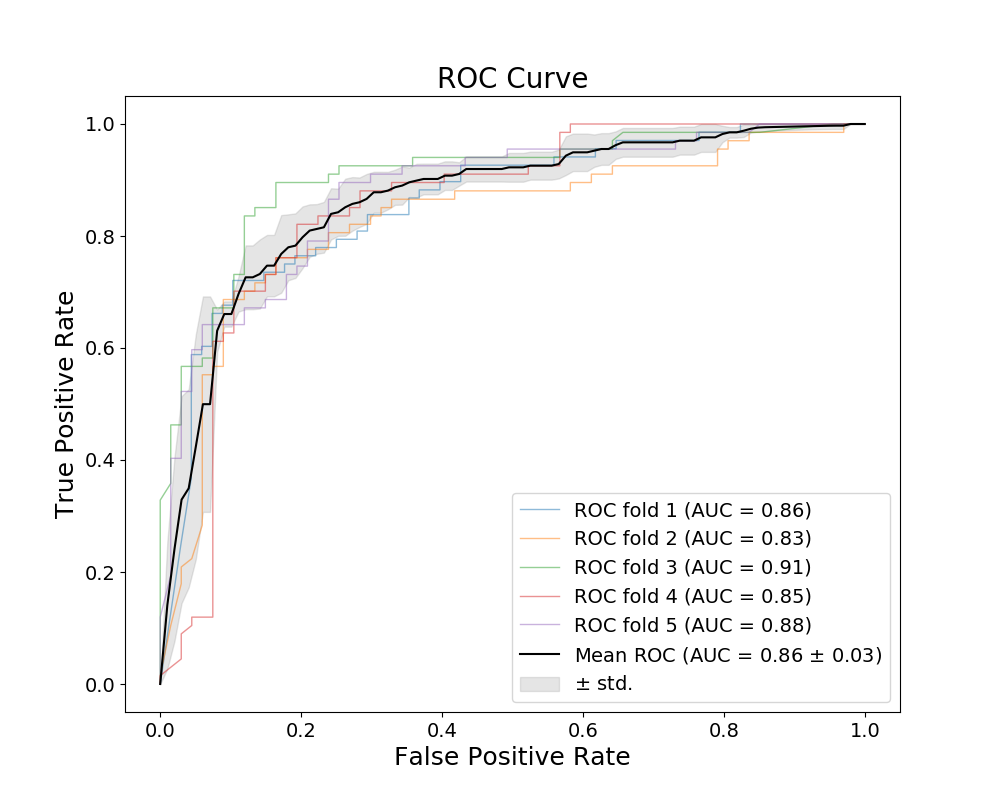 ROC Curve
True Positive Rate
1.0
0.8
0.6
0.4
0.2
0.0
ROC fold 1 (AUC = 0.86)
ROC fold 2 (AUC = 0.83)
ROC fold 3 (AUC = 0.91)
ROC fold 4 (AUC = 0.85)
ROC fold 5 (AUC = 0.88)
Mean ROC (AUC = 0.86 ± 0.03)
± std.
0.0 0.2 0.4 0.6 0.8 1.0
False Positive Rate